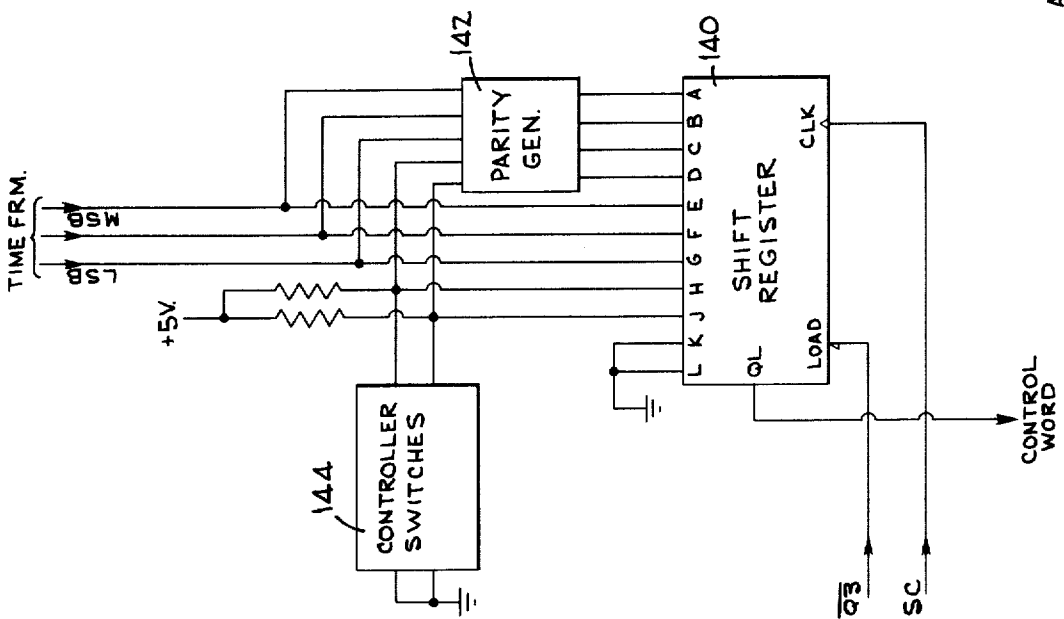 TIME FRM.
MSB
LSB
+5V.
142
PARITY
GEN.
144
CONTROLLER
SWITCHES
140
A
B
C
D
E
F
G
H
J
K
L
SHIFT
REGISTER
QL
LOAD
CLK
CONTROL
WORD
Q3
SC
A